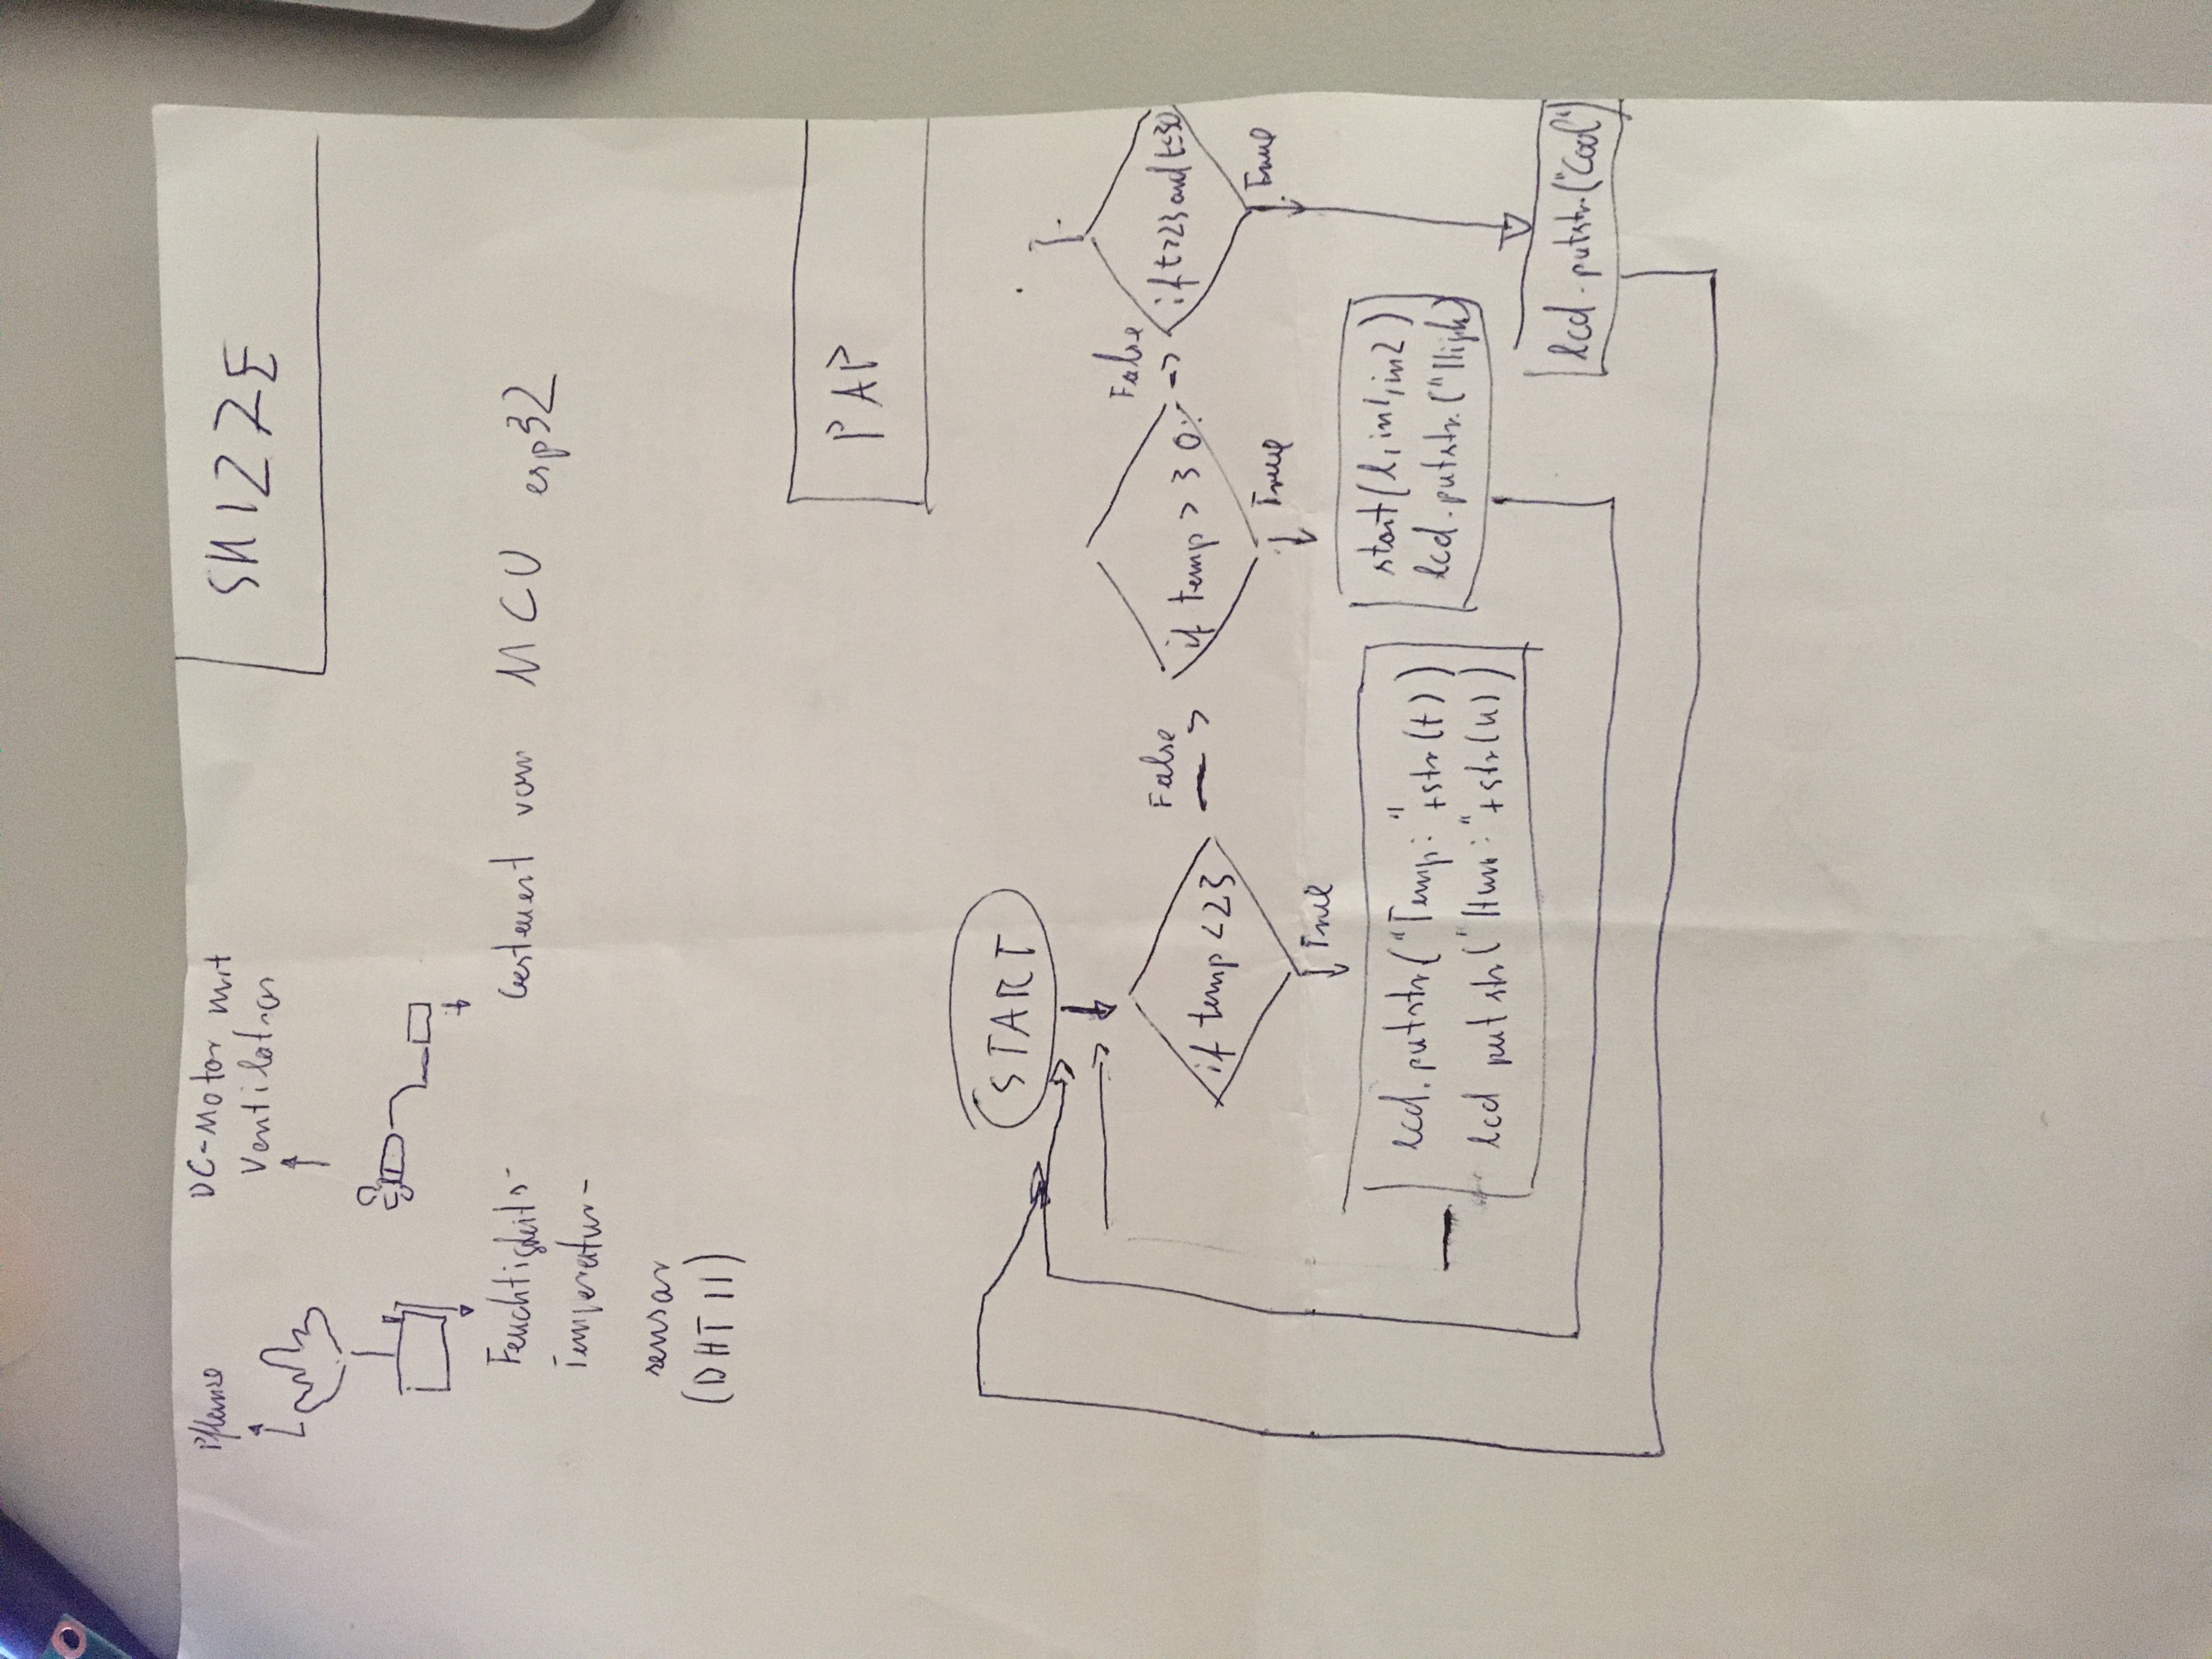 Pflanze
DC-Motor mit
Ventilator
SKIZZE
Feuchtigkeits-
Temperatur-
sensor
(DHT 11)
Gesteuert vom MCU esp32
PAP
START
if temp <23
False
if temp > 30:
False
if t>23 and t≤30
True
True
True
lcd.putstr("Temp:"+str(t))
lcd putstr("Hum:"+str(h))
start(l,in1,in2)
lcd.putstr.("High)
lcd.putstr.("Cool")